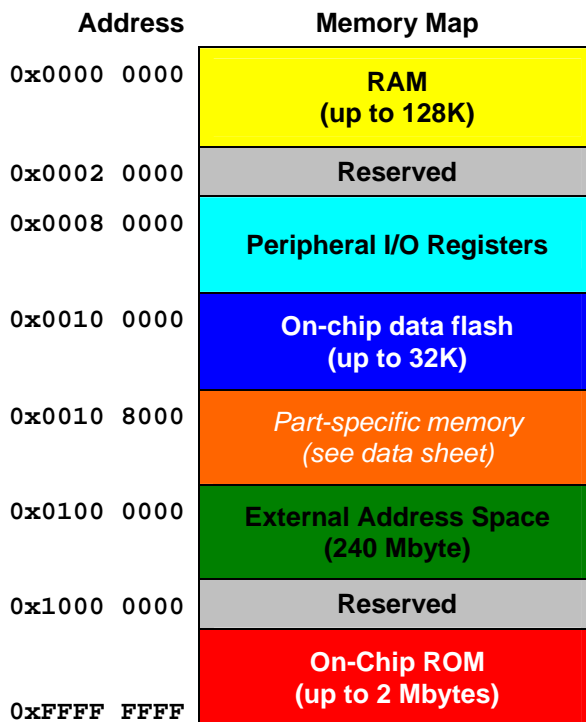 Address Memory Map
0x0000 0000
RAM
(up to 128K)
0x0002 0000 Reserved
0x0008 0000
Peripheral I/O Registers
0x0010 0000
On-chip data flash
(up to 32K)
0x0010 8000
Part-specific memory
(see data sheet)
0x0100 0000
External Address Space
(240 Mbyte)
0x1000 0000 Reserved
On-Chip ROM
(up to 2 Mbytes)
0xFFFF FFFF